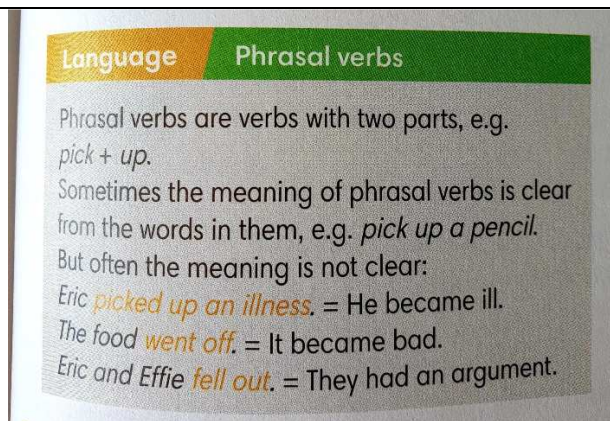 Language Phrasal verbs
Phrasal verbs are verbs with two parts, e.g.
pick + up.
Sometimes the meaning of phrasal verbs is clear
from the words in them, e.g. pick up a pencil.
But often the meaning is not clear:
Eric picked up an illness. = He became ill.
The food went off. = It became bad.
Eric and Effie fell out. = They had an argument.